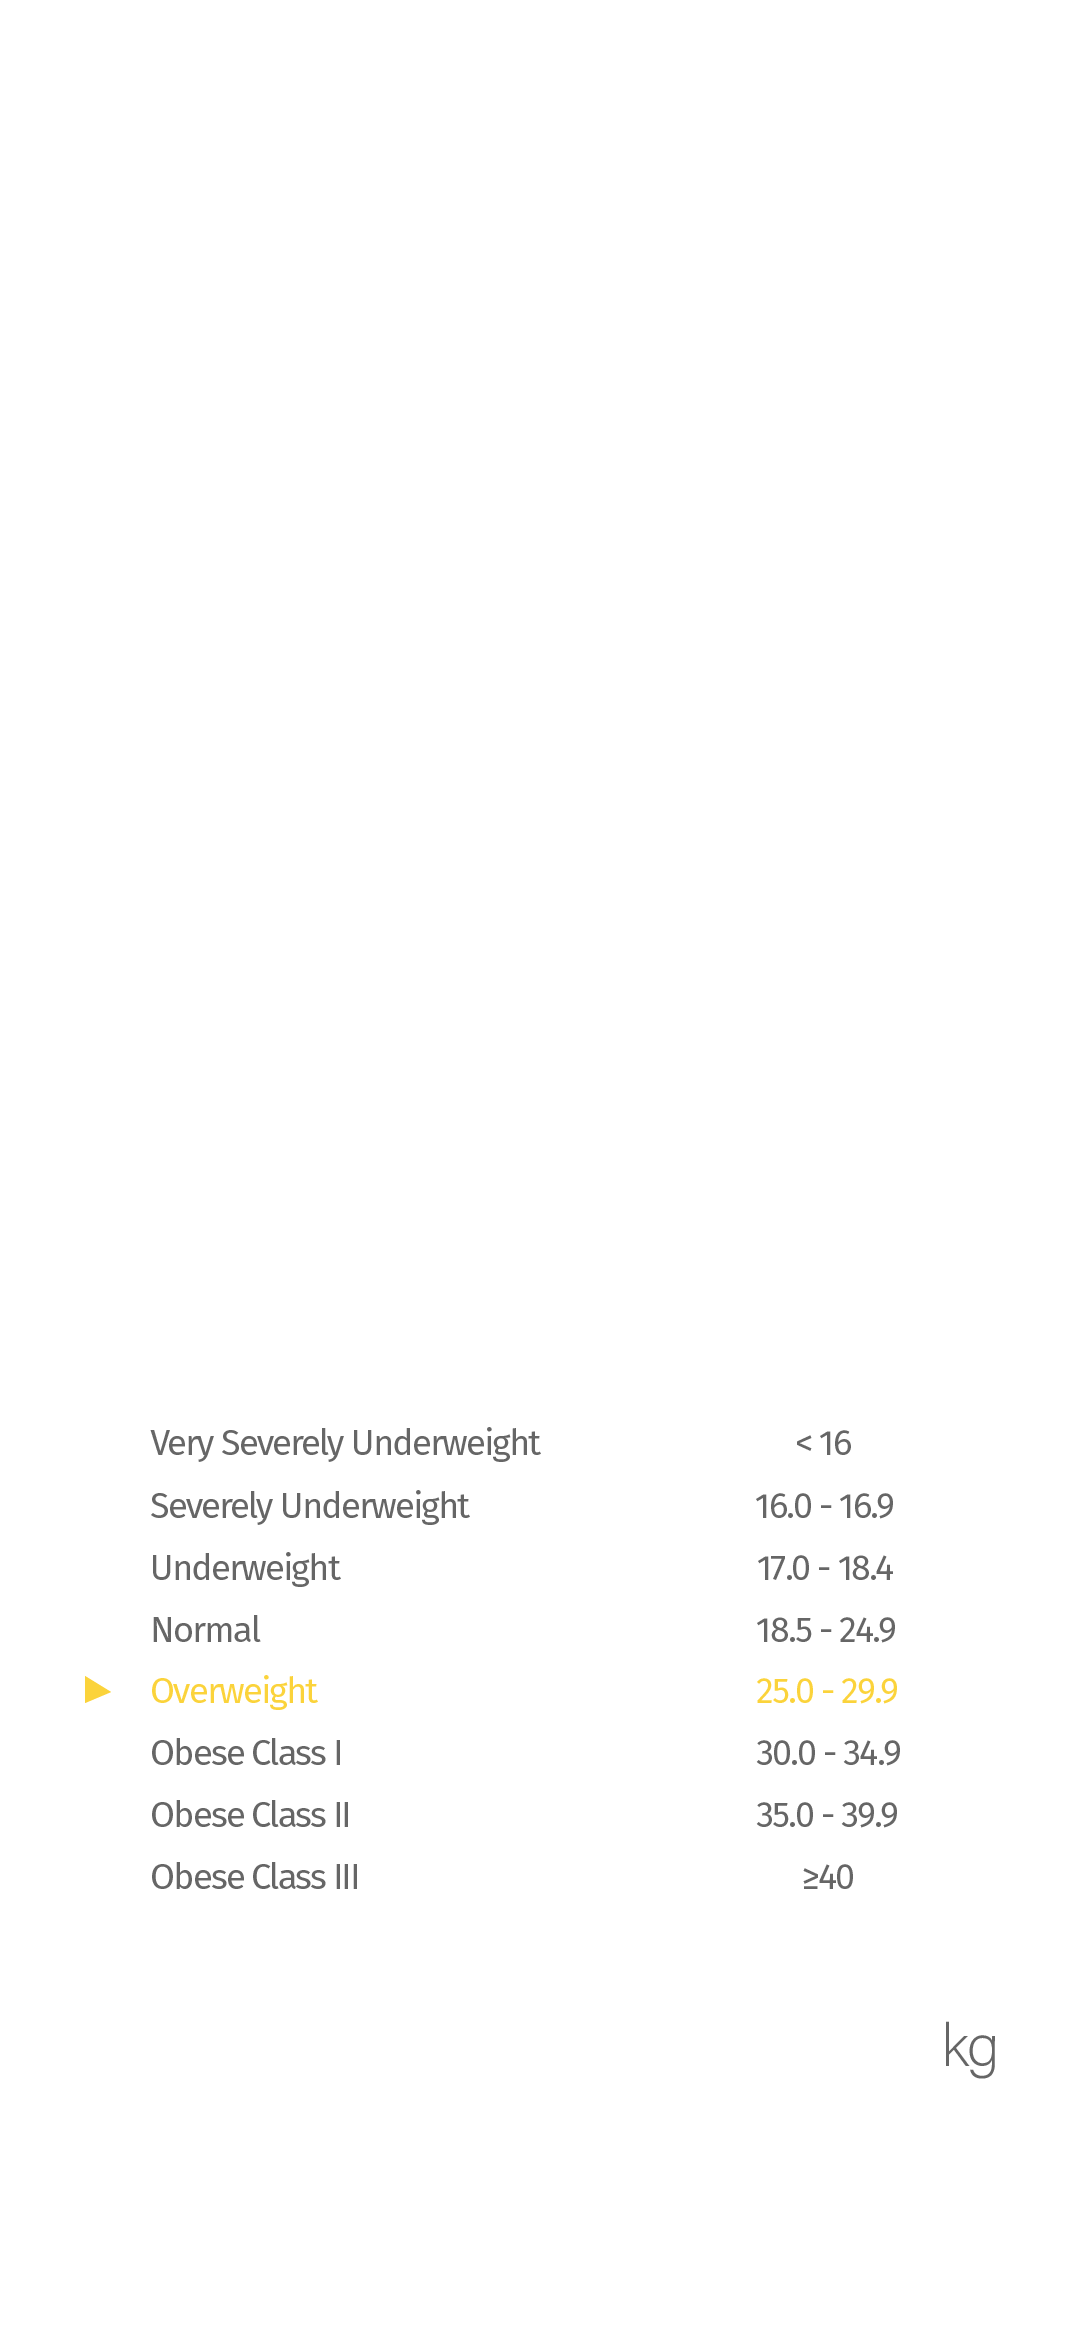 Very Severely Underweight < 16
Severely Underweight 16.0 - 16.9
Underweight 17.0 - 18.4
Normal 18.5 - 24.9
Overweight 25.0 - 29.9
Obese Class I 30.0 - 34.9
Obese Class II 35.0 - 39.9
Obese Class III ≥40
kg